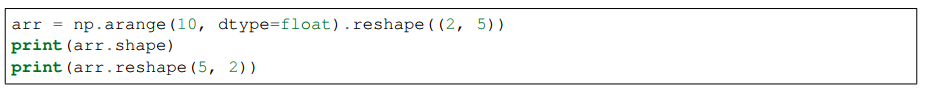 arr = np.arange(10, dtype=float).reshape((2, 5))
print(arr.shape)
print(arr.reshape(5, 2))